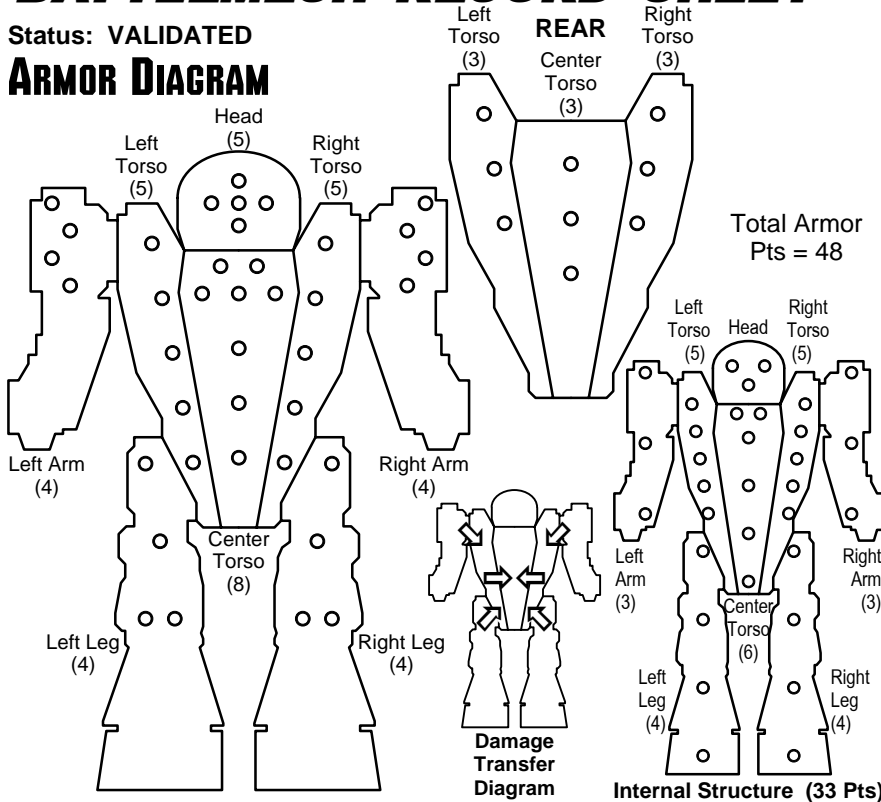 BATTLEMECH RECORD SHEET
Status: VALIDATED
ARMOR DIAGRAM
Left
Torso
(3)
REAR
Right
Torso
(3)
Center
Torso
(3)
Head
(5)
Left
Torso
(5)
Right
Torso
(5)
Total Armor
Pts = 48
Left Arm
(4)
Right Arm
(4)
Center
Torso
(8)
Left Leg
(4)
Right Leg
(4)
Damage
Transfer
Diagram
Left
Torso
(5)
Head
Right
Torso
(5)
Left
Arm
(3)
Right
Arm
(3)
Center
Torso
(6)
Left
Leg
(4)
Right
Leg
(4)
Internal Structure (33 Pts)